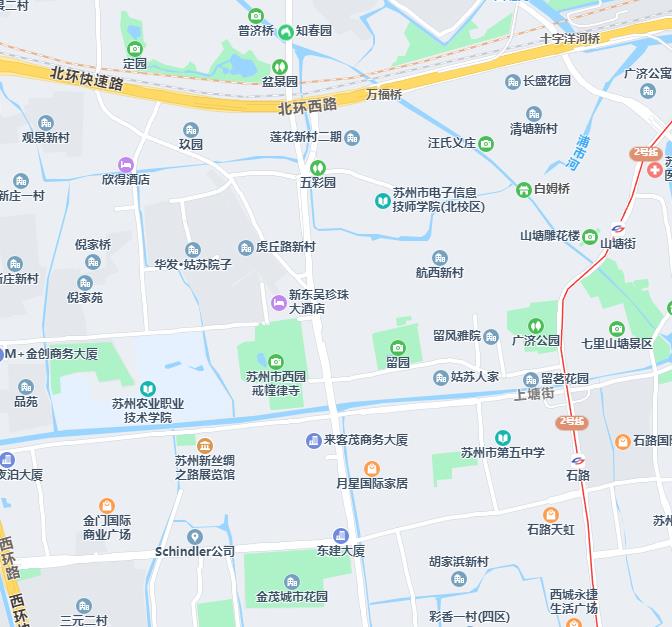 景二村
普济桥
知春园
定园
盆景园
十字洋河桥
北环快速路
北环西路
万福桥
长盛花园
广济公寓
观景新村
玖园
莲花新村二期
汪氏义庄
清塘新村
浦市河
2号线
欣得酒店
五彩园
新庄一村
苏州市电子信息
技师学院(北校区)
白姆桥
山塘雕花楼
山塘街
倪家桥
虎丘路新村
华发·姑苏院子
航西新村
庄新村
倪家苑
新东吴珍珠
大酒店
留风雅院
广济公园
七里山塘景区
M+金创商务大厦
苏州市西园
戒幢律寺
留园
姑苏人家
留茗花园
上塘街
品苑
苏州农业职业
技术学院
2号线
来客茂商务大厦
苏州市第五中学
石路国际
夜泊大厦
苏州新丝绸
之路展览馆
月星国际家居
石路
金门国际
商业广场
石路天虹
苏州
西环路
Schindler公司
东建大厦
胡家浜新村
金茂城市花园
西城永捷
生活广场
西环
三元二村
彩香一村(四区)